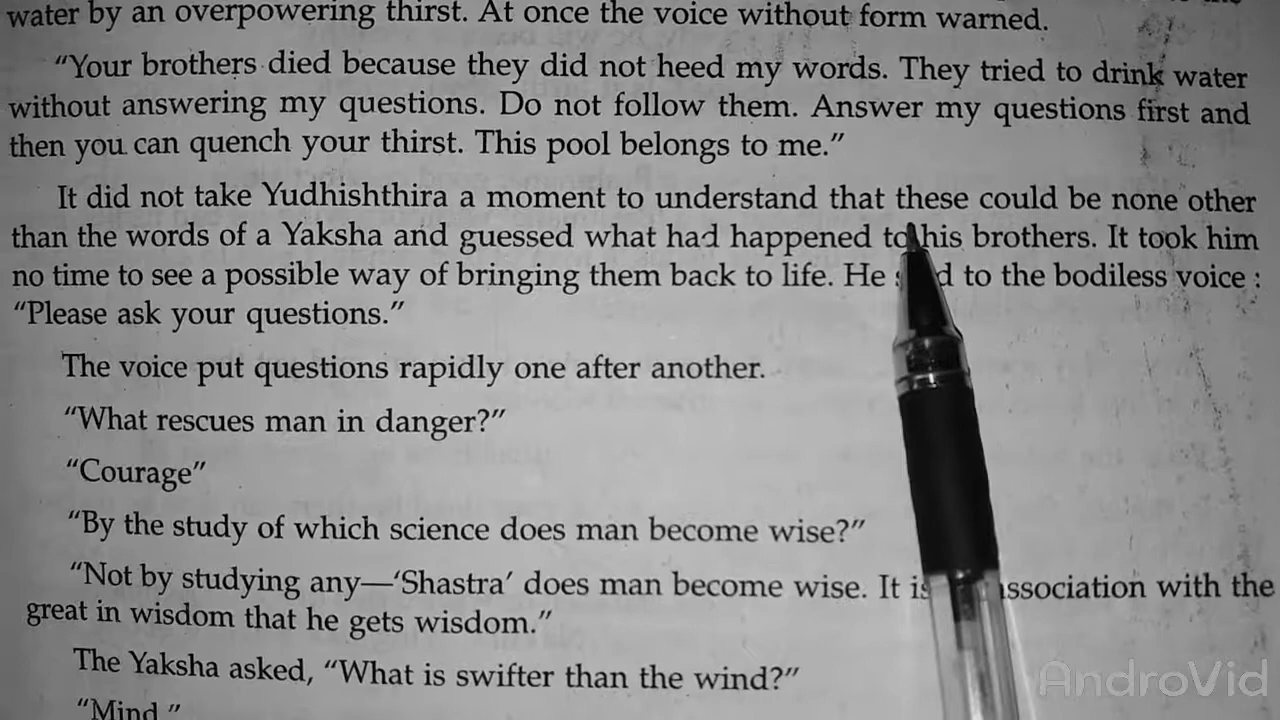 water by an overpowering thirst. At once the voice without form warned.
“Your brothers died because they did not heed my words. They tried to drink water
without answering my questions. Do not follow them. Answer my questions first and
then you can quench your thirst. This pool belongs to me.”
It did not take Yudhishthira a moment to understand that these could be none other
than the words of a Yaksha and guessed what had happened to his brothers. It took him
no time to see a possible way of bringing them back to life. He to the bodiless voice :
“Please ask your questions.”
The voice put questions rapidly one after another.
“What rescues man in danger?”
“Courage”
“By the study of which science does man become wise?”
“Not by studying any—‘Shastra’ does man become wise. It is association with the
great in wisdom that he gets wisdom.”
The Yaksha asked, “What is swifter than the wind?”
“Mind.”
AndroVid